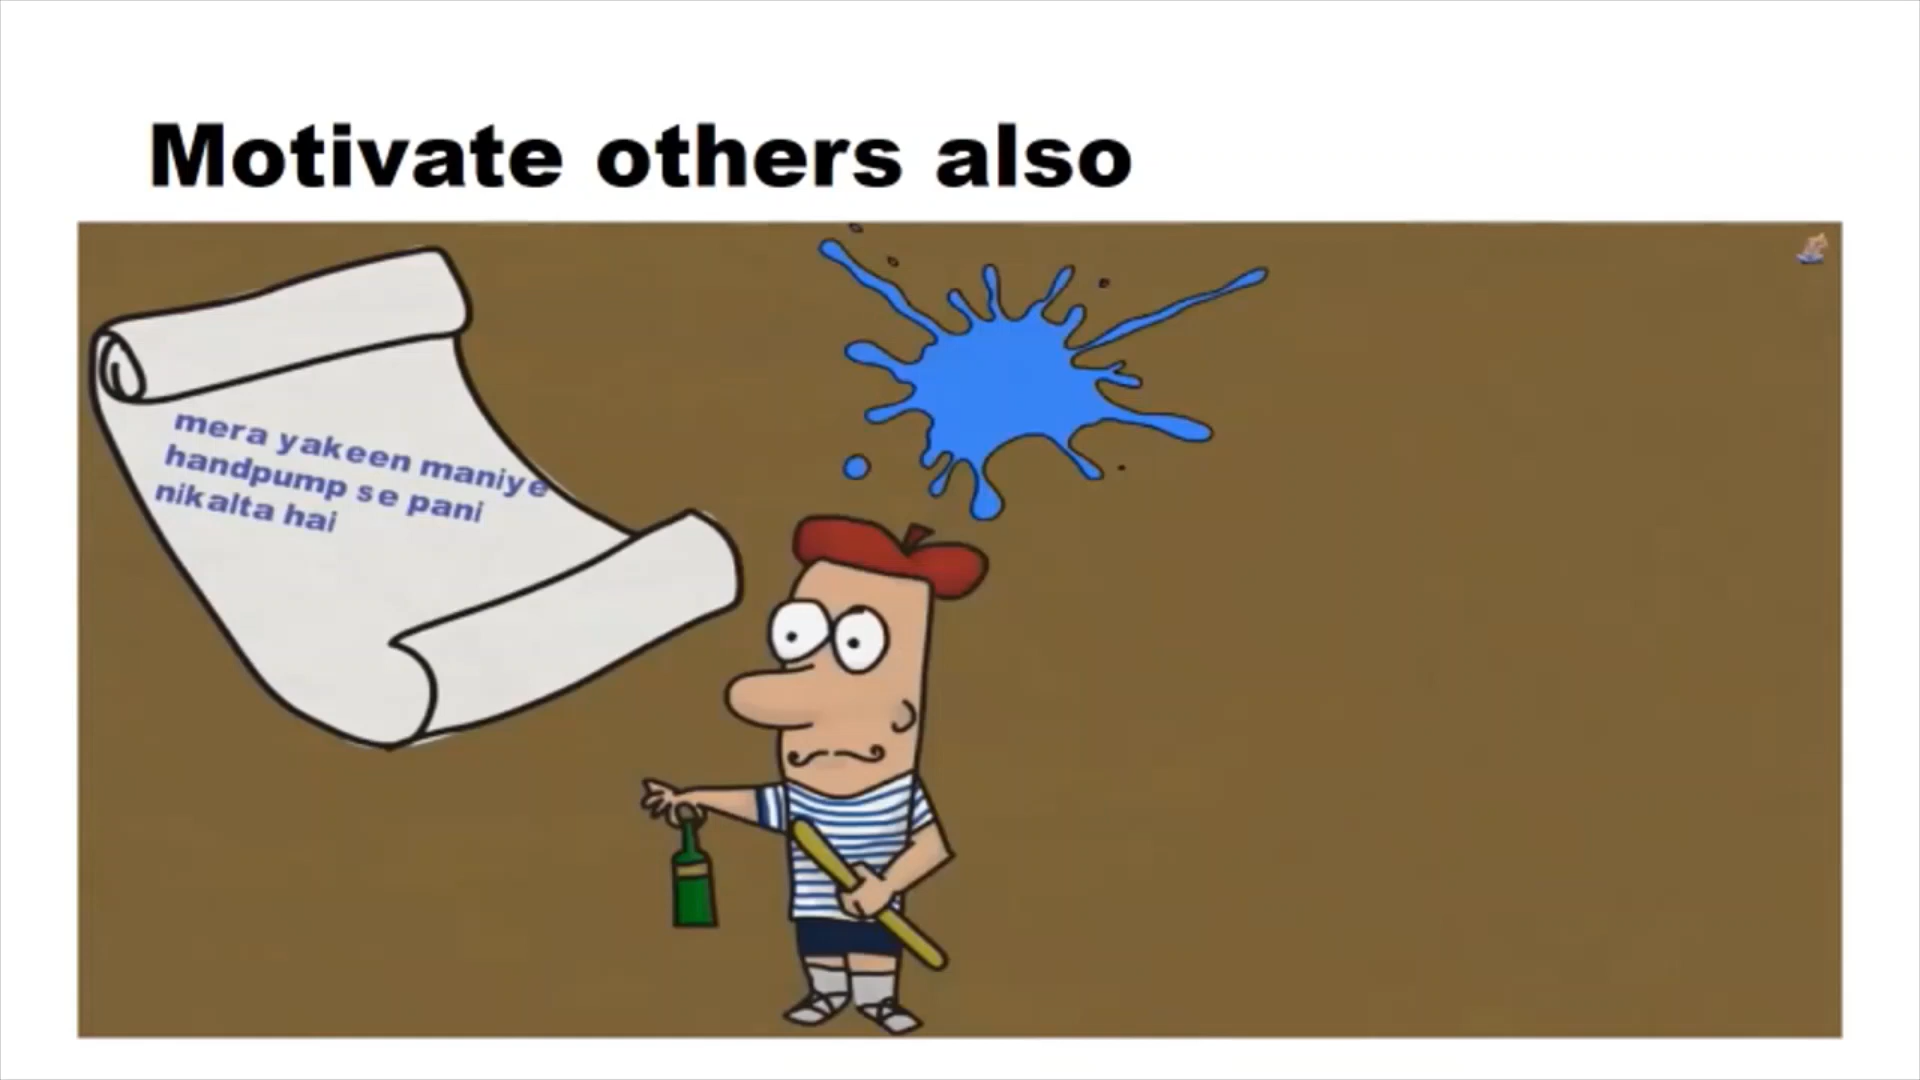 Motivate others also
mera yakeen maniye
handpump se pani
nikalta hai